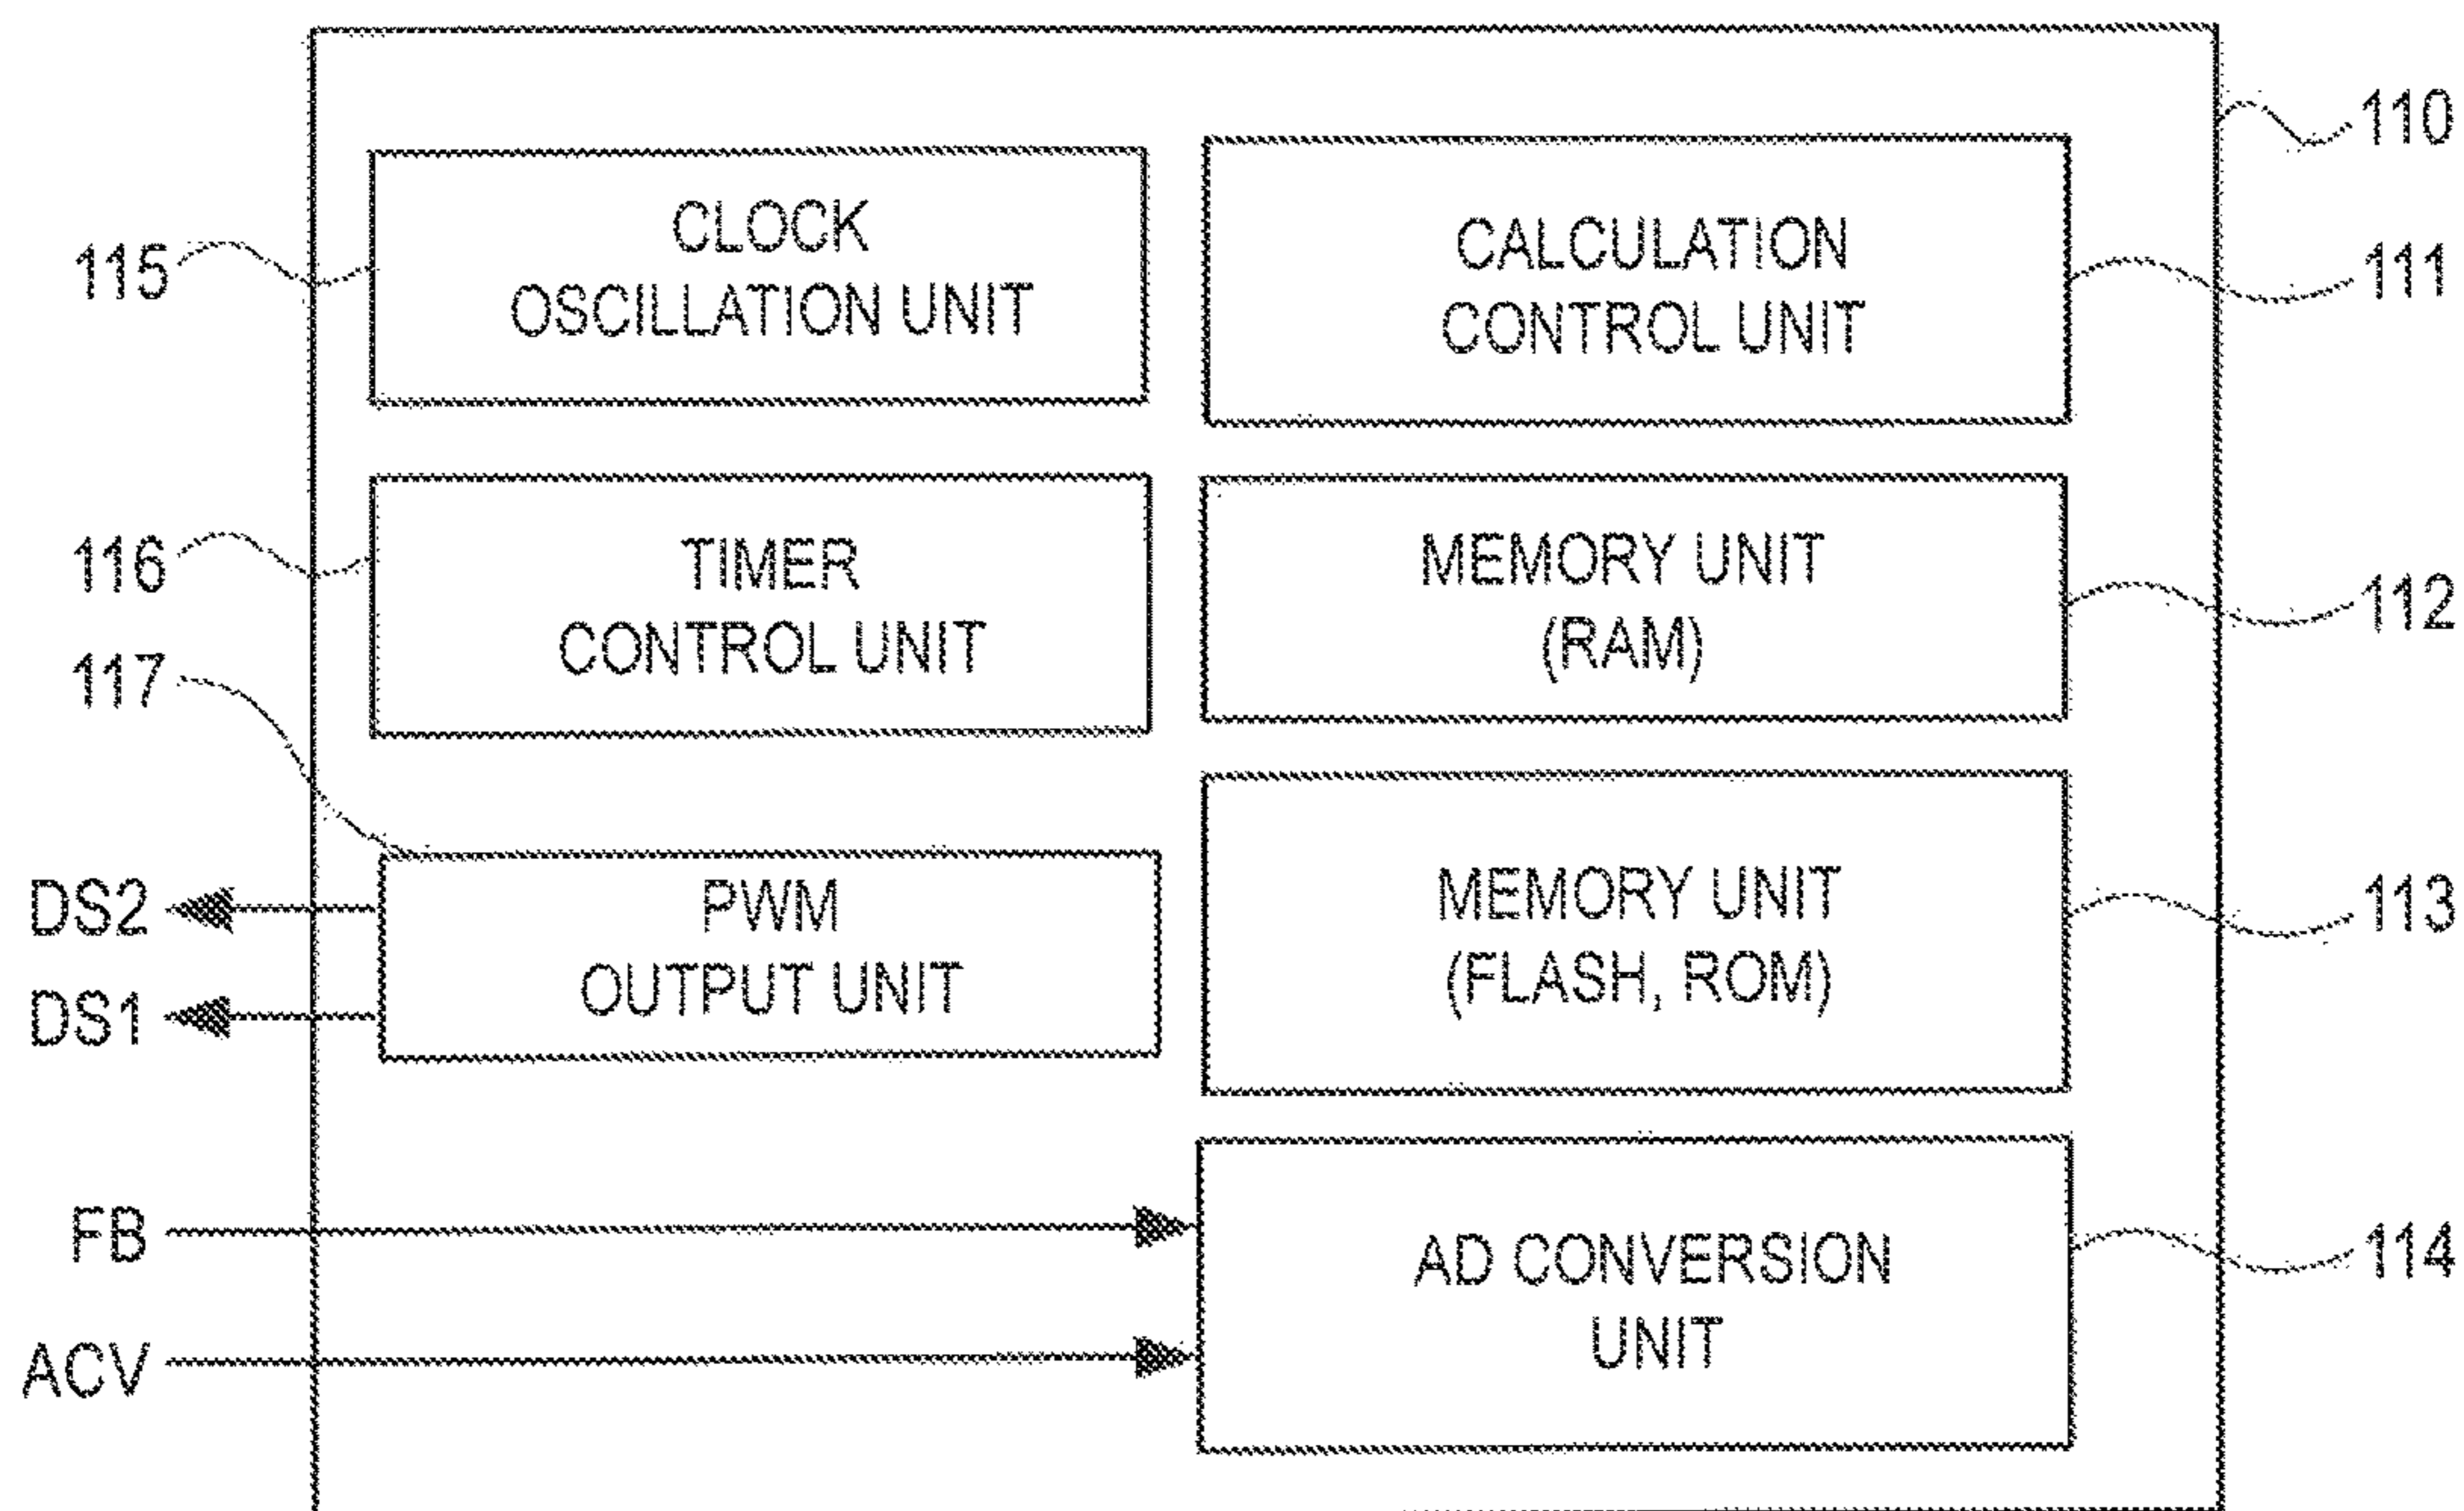 110
115
CLOCK
OSCILLATION UNIT
CALCULATION
CONTROL UNIT
111
116
TIMER
CONTROL UNIT
MEMORY UNIT
(RAM)
112
117
DS2
DS1
PWM
OUTPUT UNIT
MEMORY UNIT
(FLASH, ROM)
113
FB
ACV
AD CONVERSION
UNIT
114